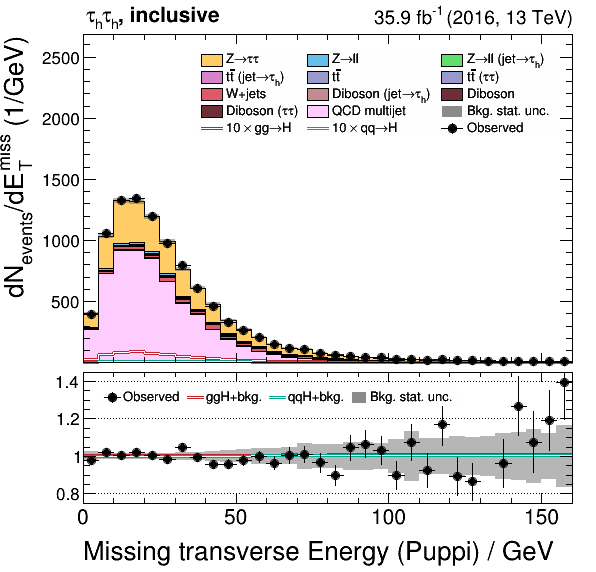 τhτh, inclusive 35.9 fb-1 (2016, 13 TeV)
Z→ττ Z→ll Z→ll (jet→τh)
tt̄ (jet→τh) tt̄ tt̄ (ττ)
W+jets Diboson (jet→τh) Diboson
Diboson (ττ) QCD multijet Bkg. stat. unc.
10 × gg→H 10 × qq→H Observed
dNevents/dETmiss (1/GeV)
2500
2000
1500
1000
500
Observed ggH+bkg. qqH+bkg. Bkg. stat. unc.
1.4
1.2
1
0.8
0 50 100 150
Missing transverse Energy (Puppi) / GeV